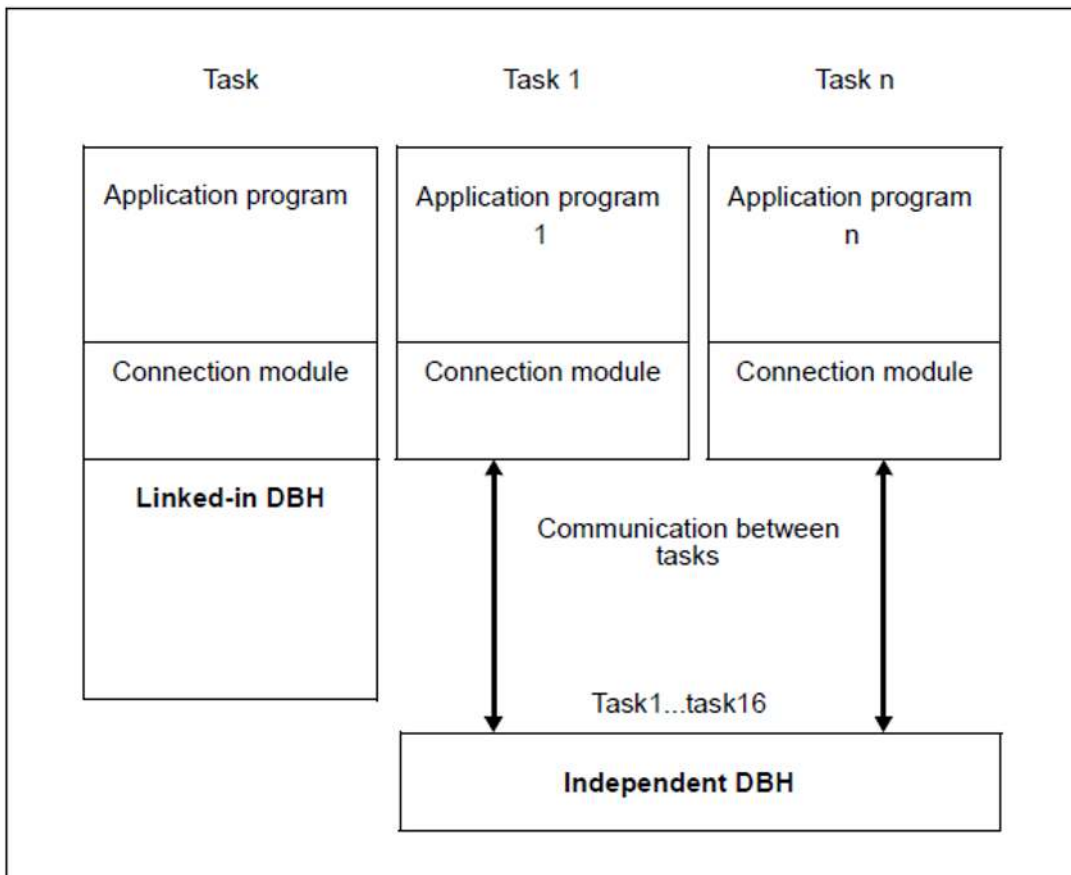 Task
Task 1
Task n
Application program
Application program
1
Application program
n
Connection module
Connection module
Connection module
Linked-in DBH
Communication between
tasks
Task1...task16
Independent DBH